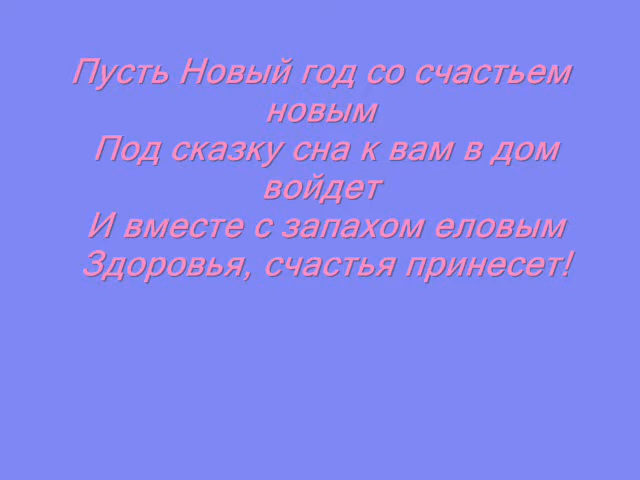 Пусть Новый год со счастьем
новым
Под сказку сна к вам в дом
войдет
И вместе с запахом еловым
Здоровья, счастья принесет!